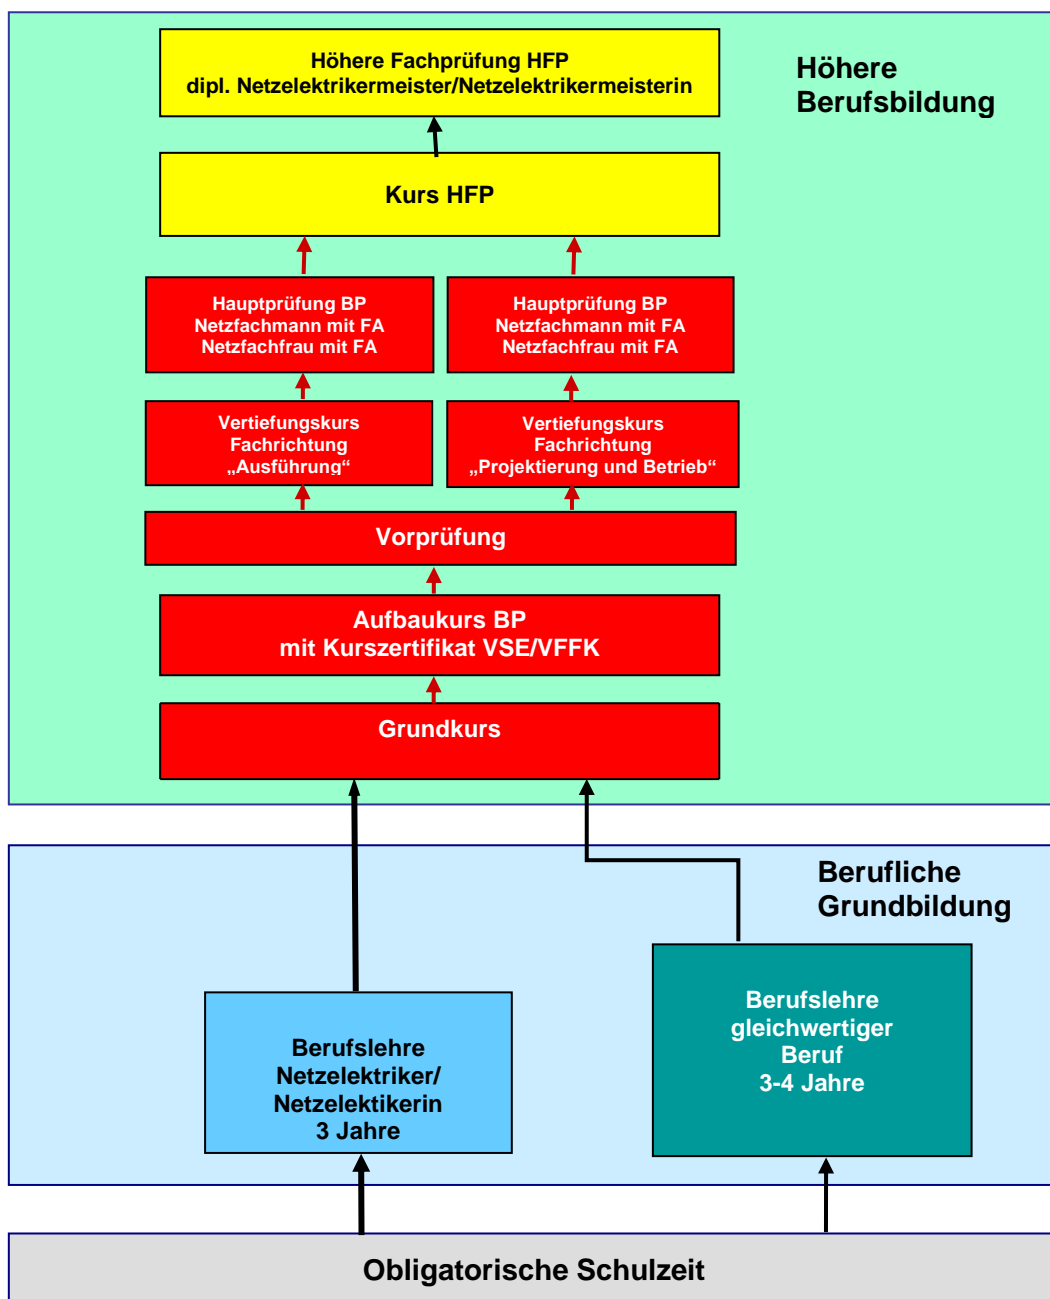 Höhere Fachprüfung HFP
dipl. Netzelektrikermeister/Netzelektrikermeisterin
Höhere
Berufsbildung
Kurs HFP
Hauptprüfung BP
Netzfachmann mit FA
Netzfachfrau mit FA
Hauptprüfung BP
Netzfachmann mit FA
Netzfachfrau mit FA
Vertiefungskurs
Fachrichtung
„Ausführung“
Vertiefungskurs
Fachrichtung
„Projektierung und Betrieb“
Vorprüfung
Aufbaukurs BP
mit Kurszertifikat VSE/VFFK
Grundkurs
Berufliche
Grundbildung
Berufslehre
Netzelektriker/
Netzelektikerin
3 Jahre
Berufslehre
gleichwertiger
Beruf
3-4 Jahre
Obligatorische Schulzeit